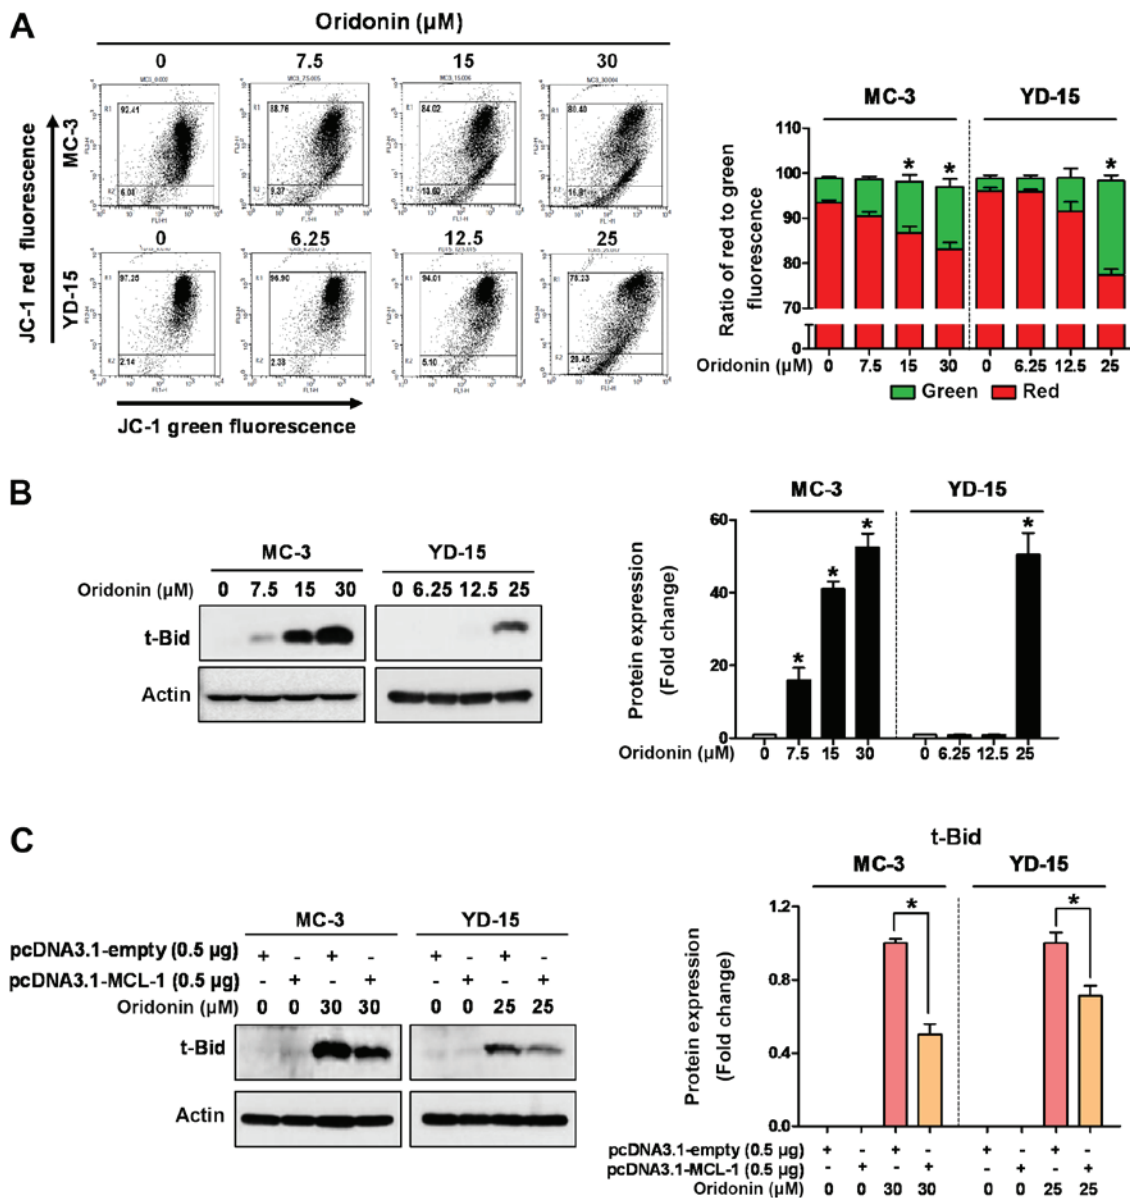 A
Oridonin (µM)
0 7.5 15 30
MC-3
92.41 88.76 84.02 80.40
6.08 9.37 13.60
JC-1 red fluorescence
0 6.25 12.5 25
YD-15
97.25 96.90 94.01 78.23
2.14 2.38 5.10 20.45
JC-1 green fluorescence
MC-3 YD-15
Ratio of red to green
fluorescence
110
100
90
80
70
0
* * *
Oridonin (µM) 0 7.5 15 30 0 6.25 12.5 25
Green Red
B
MC-3 YD-15
Oridonin (µM) 0 7.5 15 30 0 6.25 12.5 25
t-Bid
Actin
MC-3 YD-15
Protein expression
(Fold change)
60
40
20
0
* * * *
Oridonin (µM) 0 7.5 15 30 0 6.25 12.5 25
C
MC-3 YD-15
pcDNA3.1-empty (0.5 µg) + - + - + - + -
pcDNA3.1-MCL-1 (0.5 µg) - + - + - + - +
Oridonin (µM) 0 0 30 30 0 0 25 25
t-Bid
Actin
t-Bid
MC-3 YD-15
Protein expression
(Fold change)
1.2
0.8
0.4
0.0
* *
pcDNA3.1-empty (0.5 µg) + - + - + - + -
pcDNA3.1-MCL-1 (0.5 µg) - + - + - + - +
Oridonin (µM) 0 0 30 30 0 0 25 25